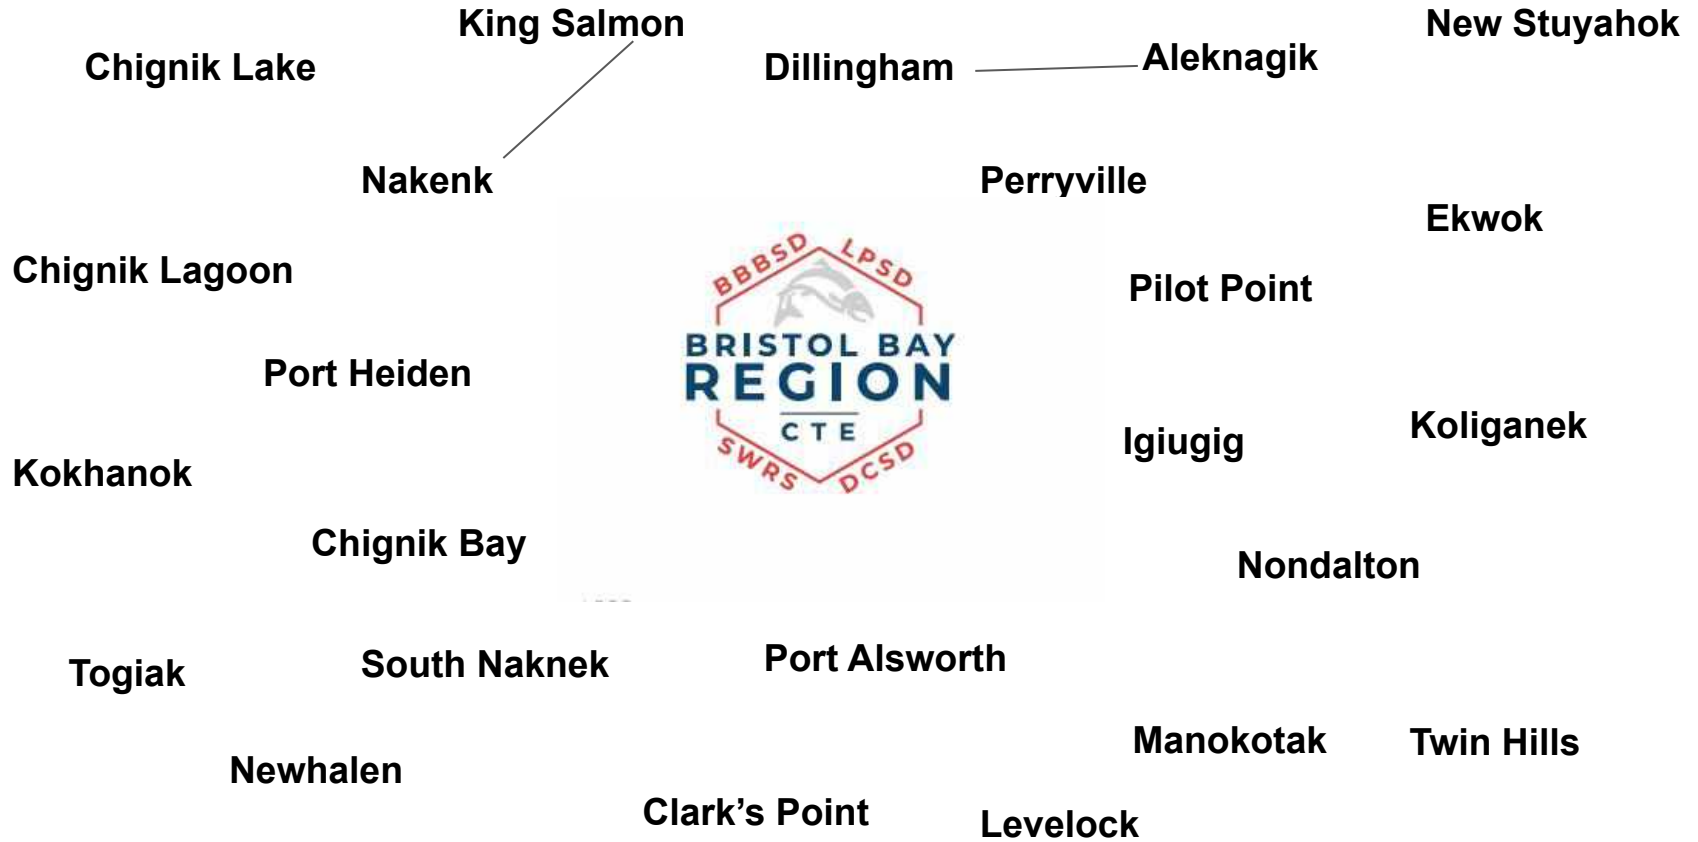 King Salmon
New Stuyahok
Chignik Lake
Dillingham
Aleknagik
Nakenk
Perryville
Ekwok
Chignik Lagoon
Pilot Point
BBBSD
LPSD
BRISTOL BAY
REGION
CTE
SWRS
DCSD
Port Heiden
Igiugig
Koliganek
Kokhanok
Chignik Bay
Nondalton
Togiak
South Naknek
Port Alsworth
Manokotak
Twin Hills
Newhalen
Clark’s Point
Levelock